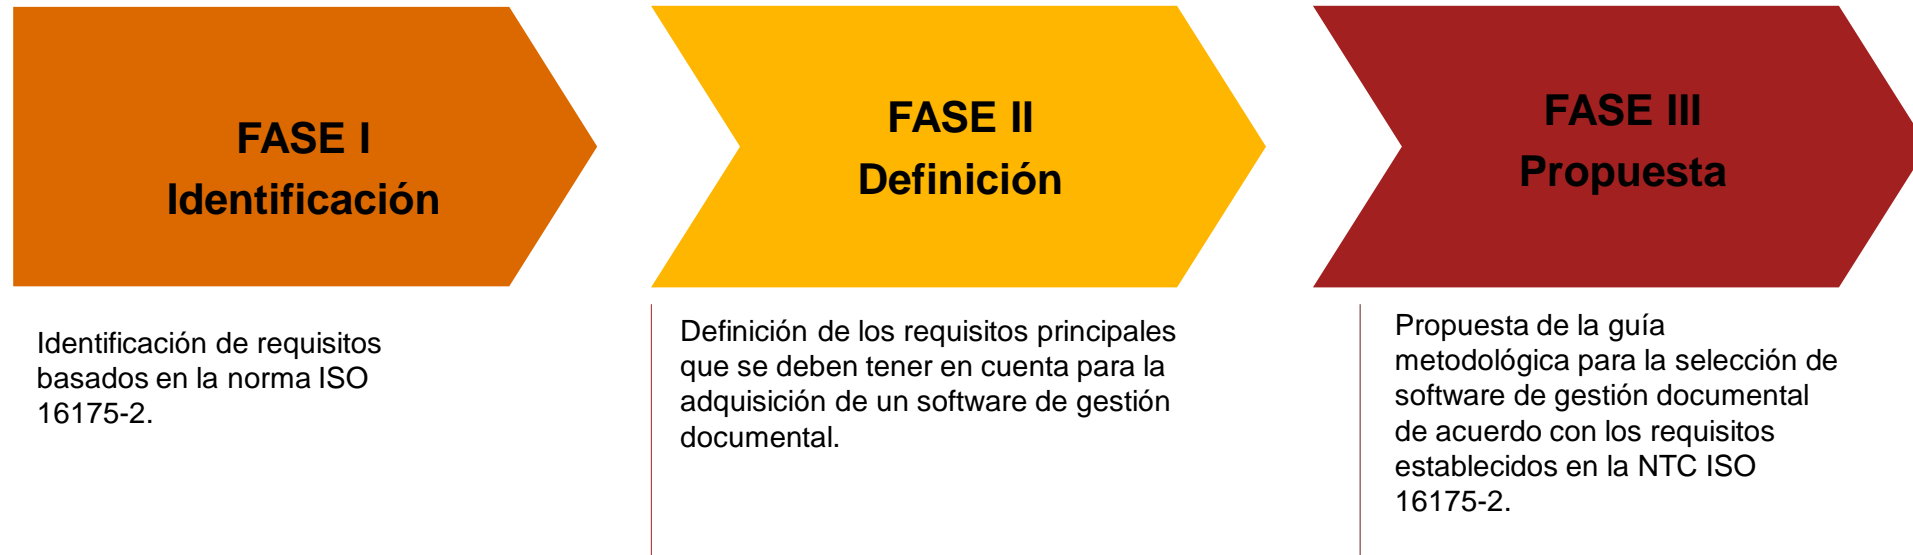 FASE I
Identificación
FASE II
Definición
FASE III
Propuesta
Identificación de requisitos
basados en la norma ISO
16175-2.
Definición de los requisitos principales
que se deben tener en cuenta para la
adquisición de un software de gestión
documental.
Propuesta de la guía
metodológica para la selección de
software de gestión documental
de acuerdo con los requisitos
establecidos en la NTC ISO
16175-2.